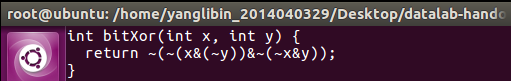 root@ubuntu: /home/yanglibin_2014040329/Desktop/datalab-hando
int bitXor(int x, int y) {
  return ~(~(x&(~y))&~(~x&y));
}